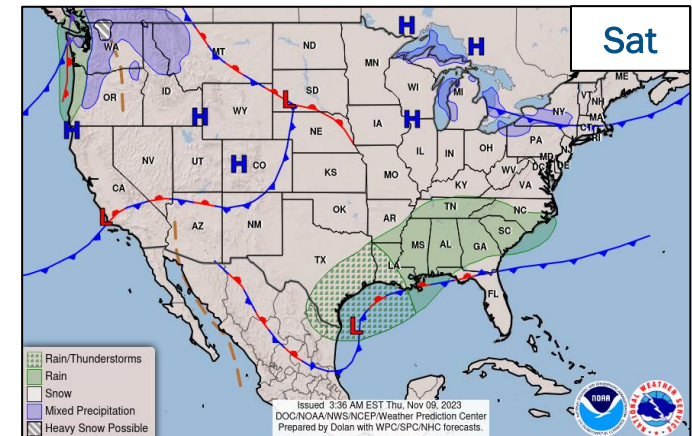 Sat
H
H
WA
MT
ND
MN
ME
OR
ID
WY
SD
WI
MI
VT
NH
NY
MA
CT
RI
H
H
L
H
NE
IA
PA
NJ
NV
UT
H
CO
IL
IN
OH
MD
DE
DC
WV
VA
CA
KS
MO
KY
L
AZ
NM
OK
AR
TN
NC
SC
MS
AL
GA
TX
LA
FL
L
Rain/Thunderstorms
Rain
Snow
Mixed Precipitation
Heavy Snow Possible
Issued 3:36 AM EST Thu, Nov 09, 2023
DOC/NOAA/NWS/NCEP/Weather Prediction Center
Prepared by Dolan with WPC/SPC/NHC forecasts.
NOAA
NATIONAL WEATHER SERVICE